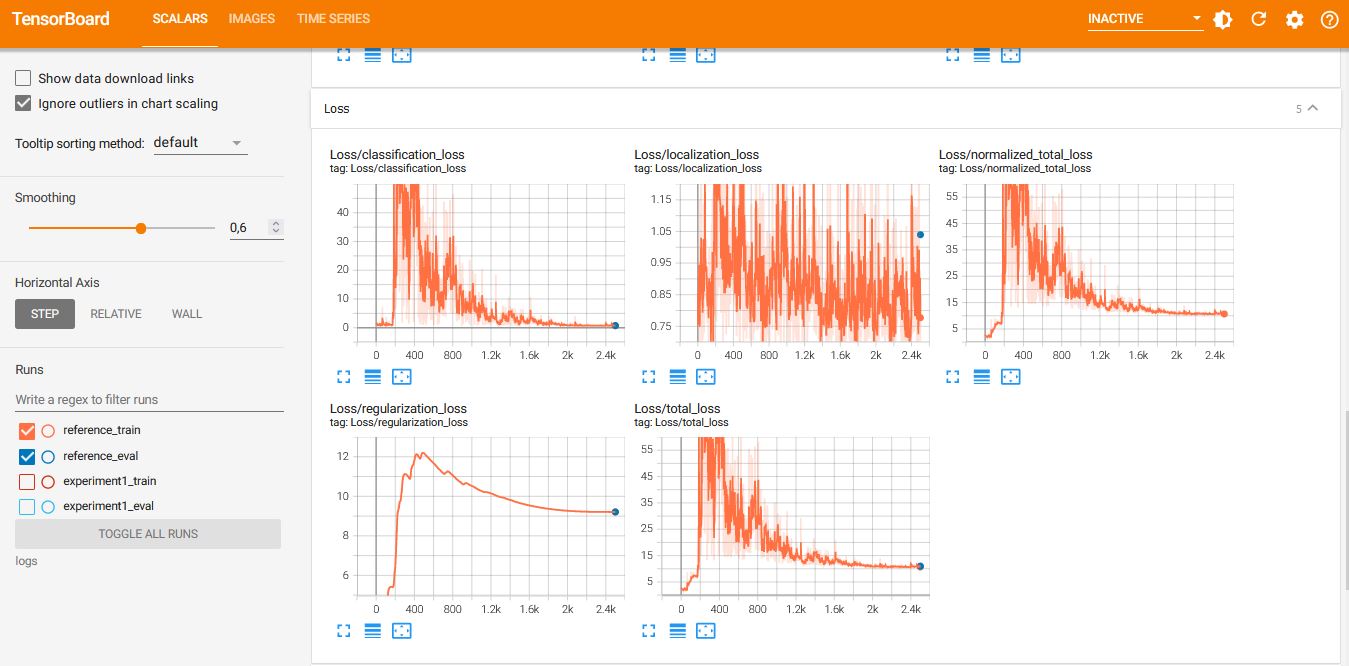 TensorBoard SCALARS IMAGES TIME SERIES INACTIVE
Show data download links
Ignore outliers in chart scaling
Tooltip sorting method: default
Smoothing
0,6
Horizontal Axis
STEP RELATIVE WALL
Runs
Write a regex to filter runs
reference_train
reference_eval
experiment1_train
experiment1_eval
TOGGLE ALL RUNS
logs
Loss 5
Loss/classification_loss
tag: Loss/classification_loss
40
30
20
10
0
0 400 800 1.2k 1.6k 2k 2.4k
Loss/localization_loss
tag: Loss/localization_loss
1.15
1.05
0.95
0.85
0.75
0 400 800 1.2k 1.6k 2k 2.4k
Loss/normalized_total_loss
tag: Loss/normalized_total_loss
55
45
35
25
15
5
0 400 800 1.2k 1.6k 2k 2.4k
Loss/regularization_loss
tag: Loss/regularization_loss
12
10
8
6
0 400 800 1.2k 1.6k 2k 2.4k
Loss/total_loss
tag: Loss/total_loss
55
45
35
25
15
5
0 400 800 1.2k 1.6k 2k 2.4k